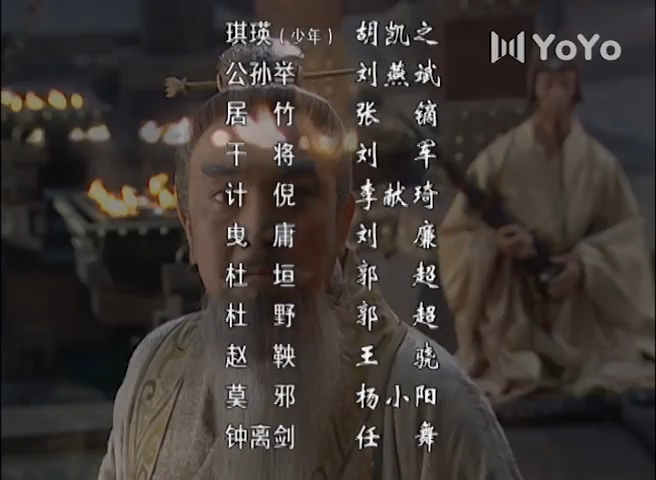 琪瑛（少年） 胡凯之
YoYo
公孙举 刘燕斌
居竹 张镝
干将 刘军
计倪 李献琦
曳庸 刘廉
杜垣 郭超
杜野 郭超
赵鞅 王骁
莫邪 杨小阳
钟离剑 任舞